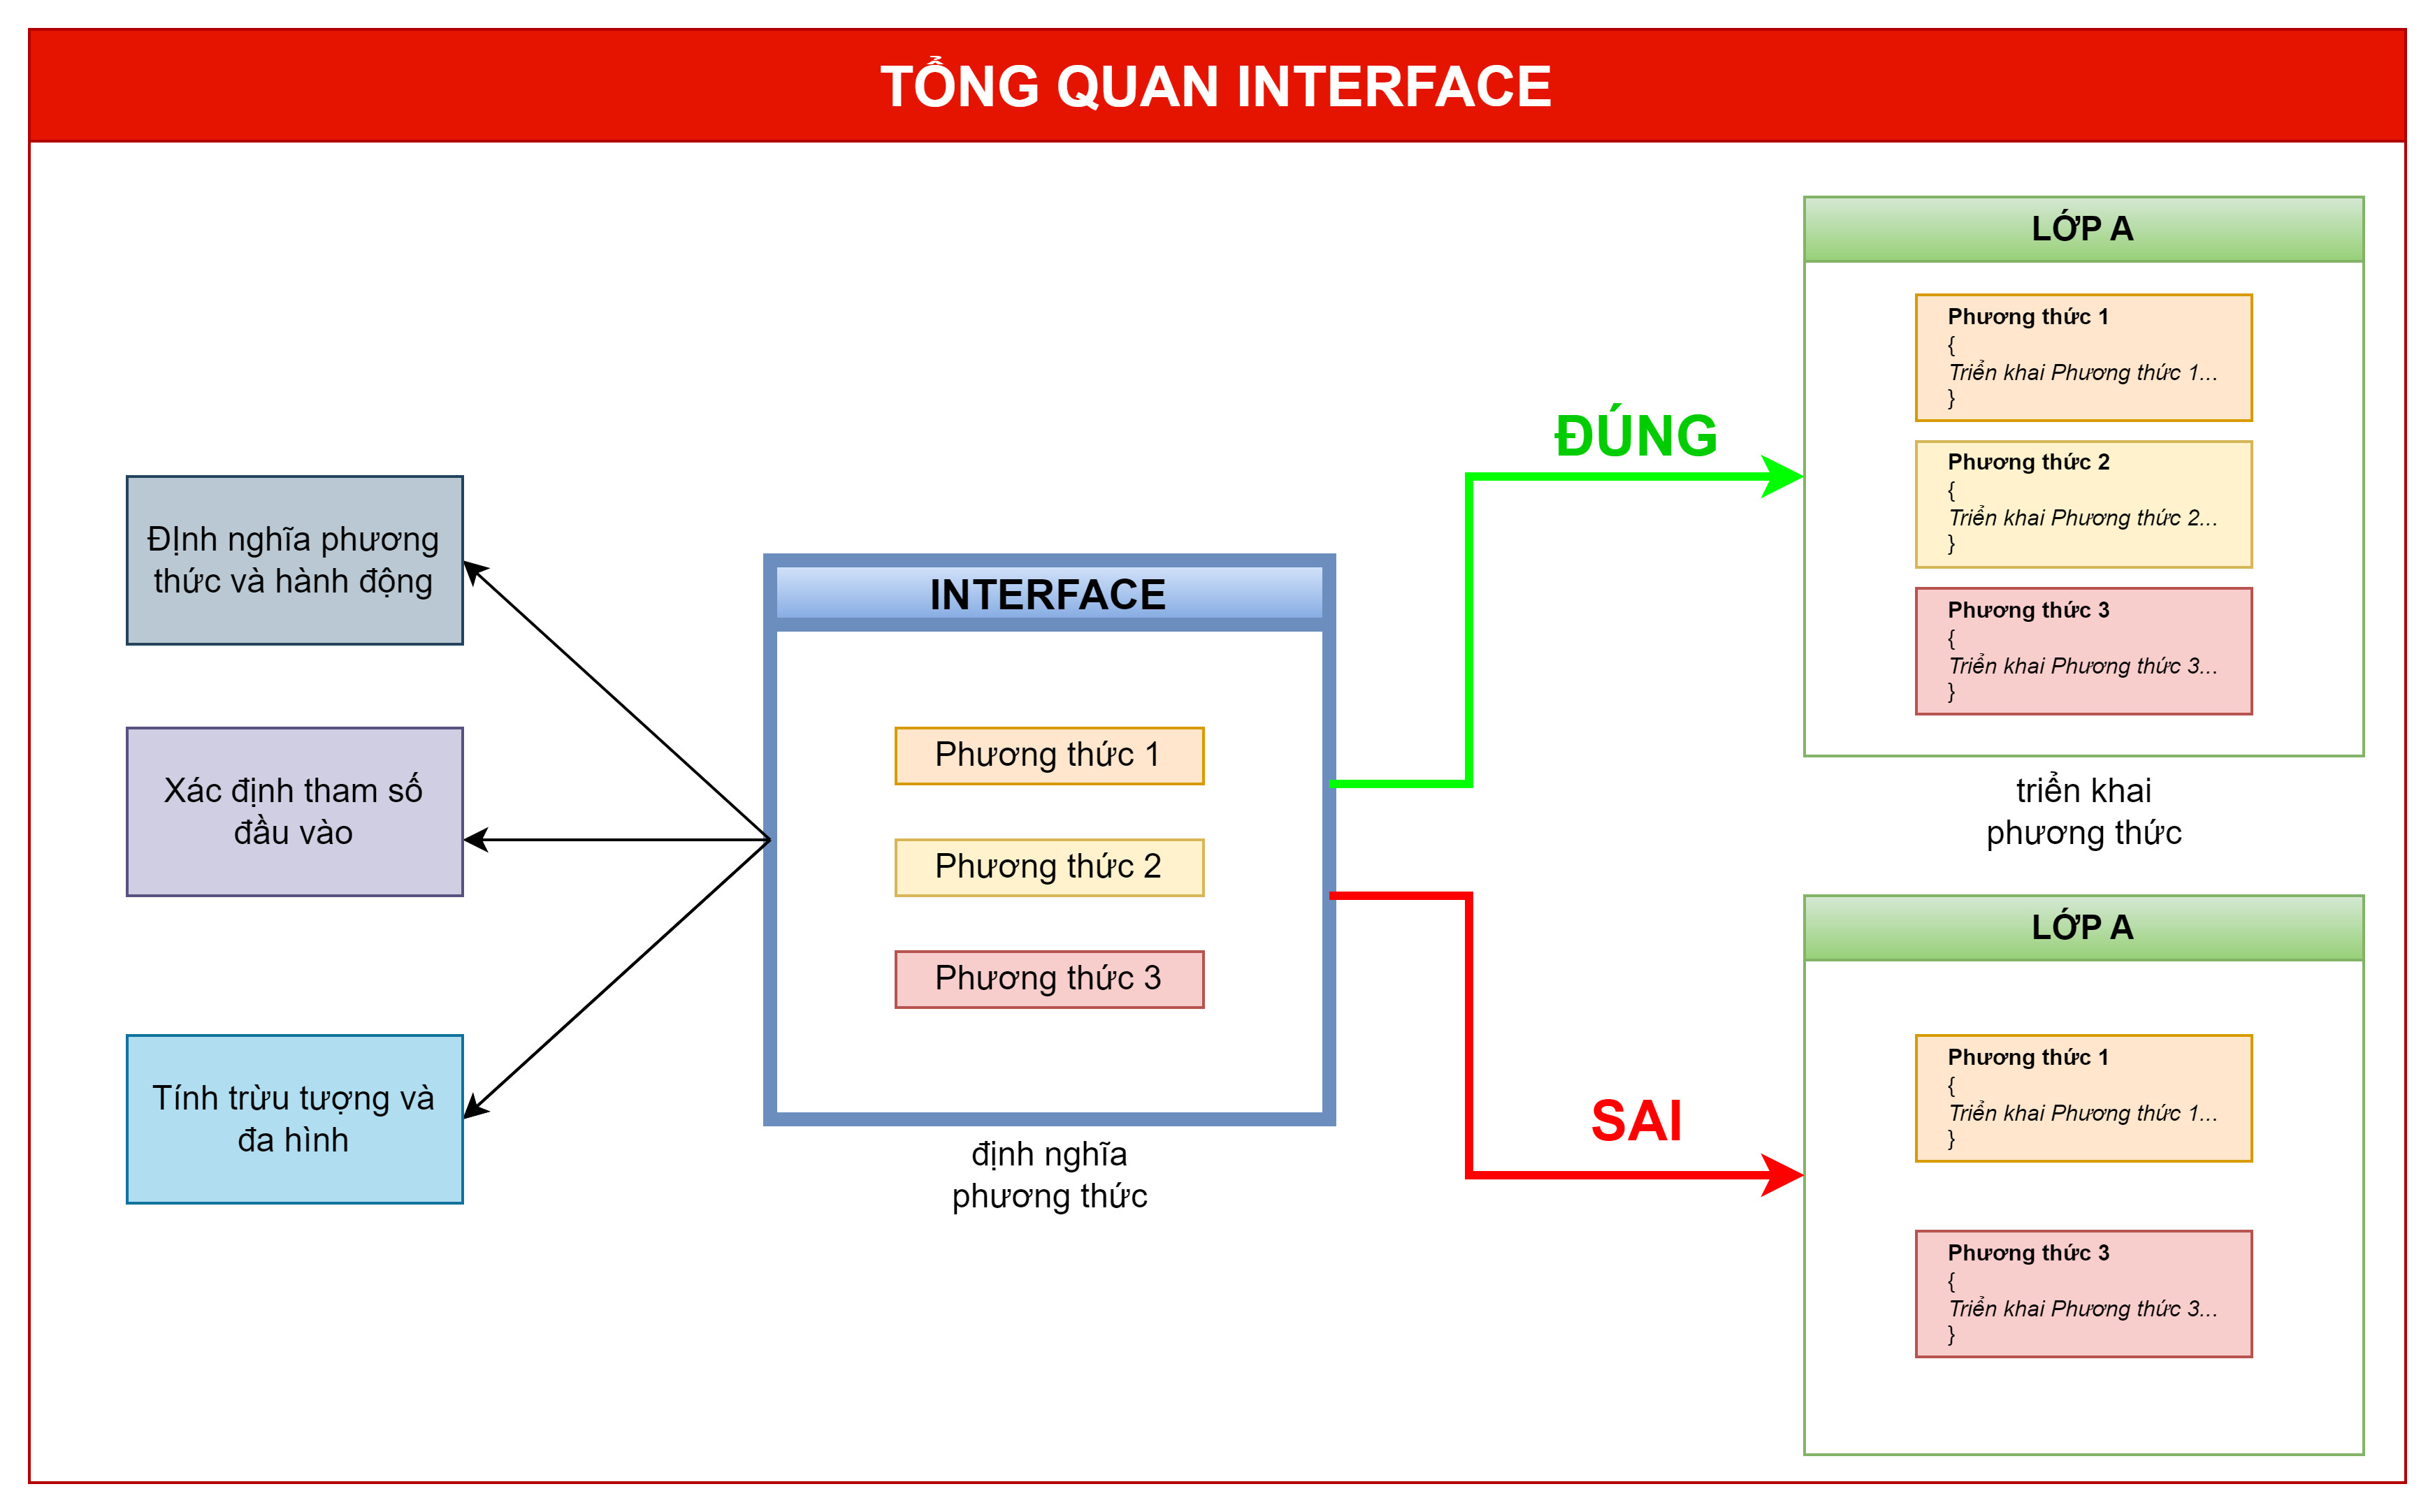 TỔNG QUAN INTERFACE
ĐỊnh nghĩa phương
thức và hành động
Xác định tham số
đầu vào
Tính trừu tượng và
đa hình
INTERFACE
Phương thức 1
Phương thức 2
Phương thức 3
định nghĩa
phương thức
ĐÚNG
SAI
LỚP A
Phương thức 1
{
Triển khai Phương thức 1...
}
Phương thức 2
{
Triển khai Phương thức 2...
}
Phương thức 3
{
Triển khai Phương thức 3...
}
triển khai
phương thức
LỚP A
Phương thức 1
{
Triển khai Phương thức 1...
}
Phương thức 3
{
Triển khai Phương thức 3...
}